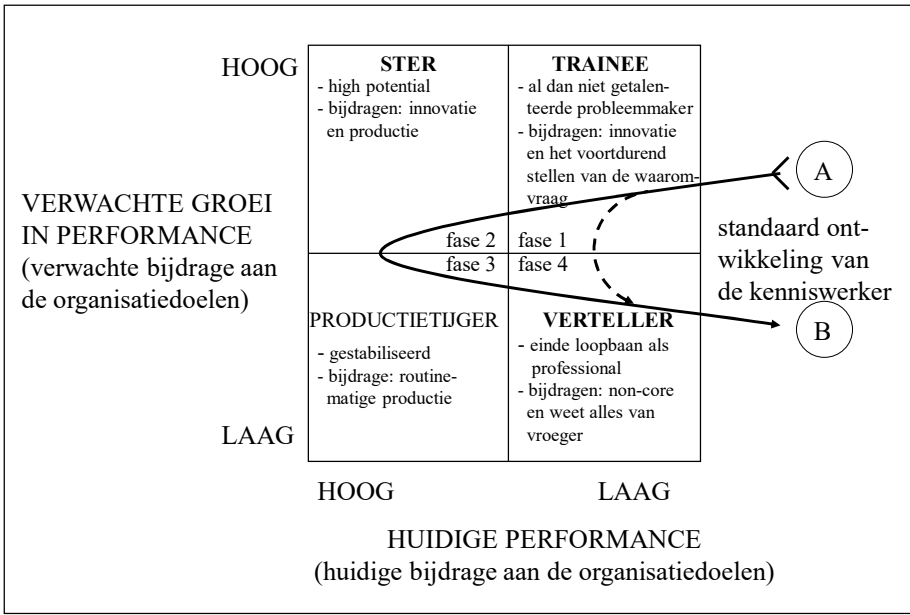 HOOG
STER
- high potential
- bijdragen: innovatie
en productie
TRAINEE
- al dan niet getalen-
teerde probleemmaker
- bijdragen: innovatie
en het voortdurend
stellen van de waarom-
vraag
A
VERWACHTE GROEI
IN PERFORMANCE
(verwachte bijdrage aan
de organisatiedoelen)
fase 2
fase 1
fase 3
fase 4
standaard ont-
wikkeling van
de kenniswerker
B
PRODUCTIETIJGER
- gestabiliseerd
- bijdrage: routine-
matige productie
VERTELLER
- einde loopbaan als
professional
- bijdragen: non-core
en weet alles van
vroeger
LAAG
HOOG
LAAG
HUIDIGE PERFORMANCE
(huidige bijdrage aan de organisatiedoelen)